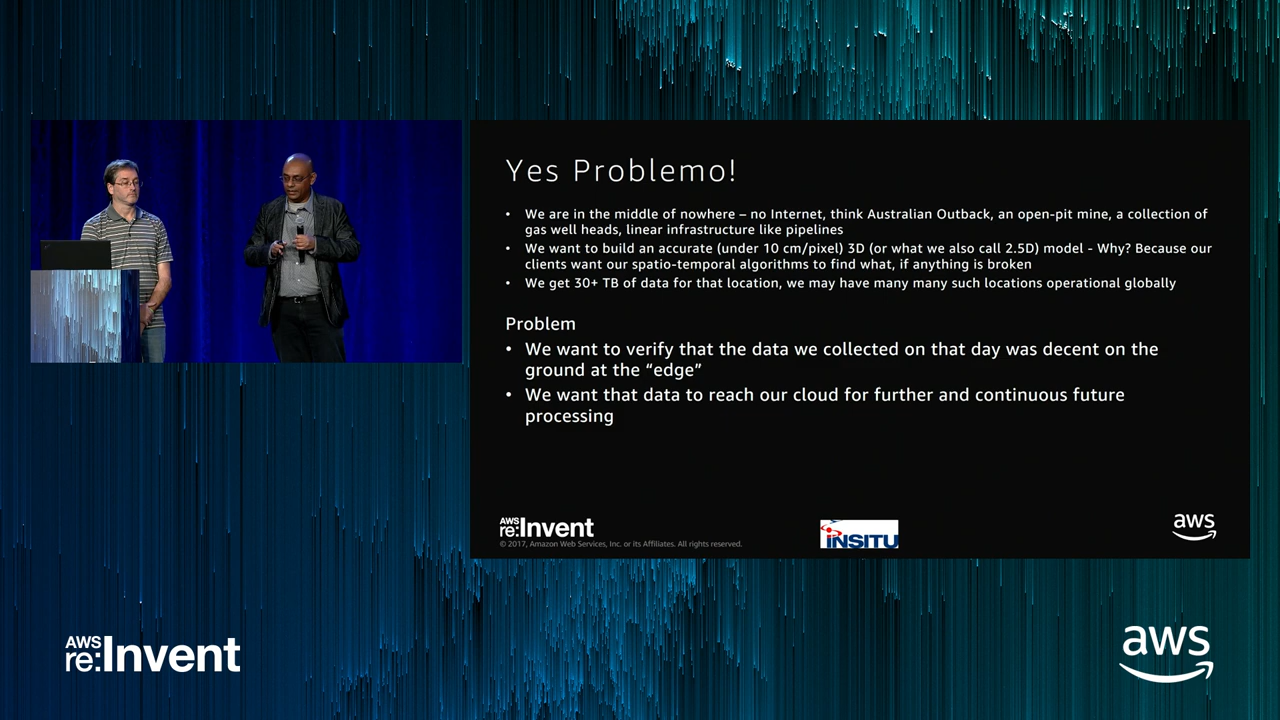 Yes Problemo!
• We are in the middle of nowhere – no Internet, think Australian Outback, an open-pit mine, a collection of
gas well heads, linear infrastructure like pipelines
• We want to build an accurate (under 10 cm/pixel) 3D (or what we also call 2.5D) model - Why? Because our
clients want our spatio-temporal algorithms to find what, if anything is broken
• We get 30+ TB of data for that location, we may have many many such locations operational globally
Problem
• We want to verify that the data we collected on that day was decent on the
ground at the “edge”
• We want that data to reach our cloud for further and continuous future
processing
AWS
re:Invent
© 2017, Amazon Web Services, Inc. or its Affiliates. All rights reserved.
INSITU
aws
AWS
re:Invent
aws